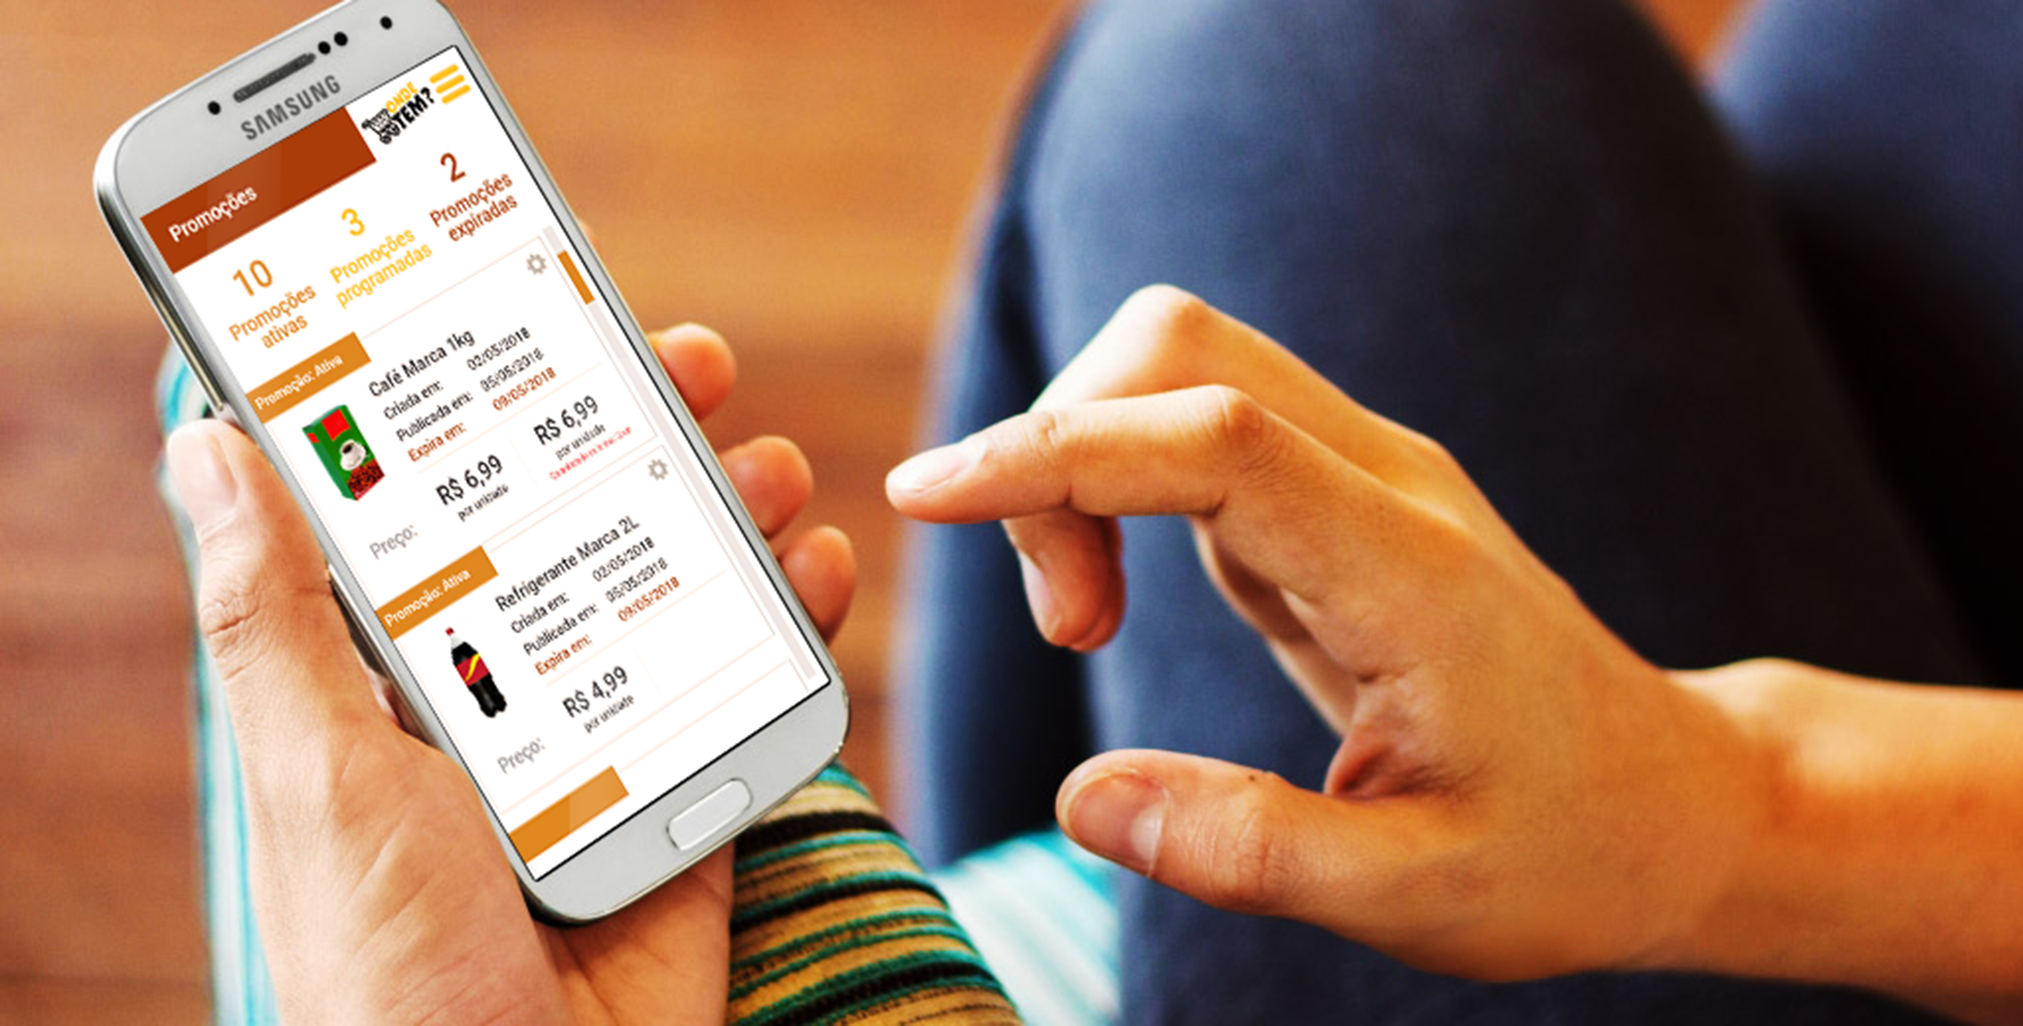 SAMSUNG
ONDE
TEM?
Promoções
10
Promoções
ativas
3
Promoções
programadas
2
Promoções
expiradas
Promoção: Ativa
Café Marca 1kg
Criada em: 02/05/2018
Publicada em: 05/05/2018
Expira em: 09/05/2018
Preço:
R$ 6,99
por unidade
R$ 6,99
por unidade
Promoção: Ativa
Refrigerante Marca 2L
Criada em: 02/05/2018
Publicada em: 05/05/2018
Expira em: 09/05/2018
Preço:
R$ 4,99
por unidade